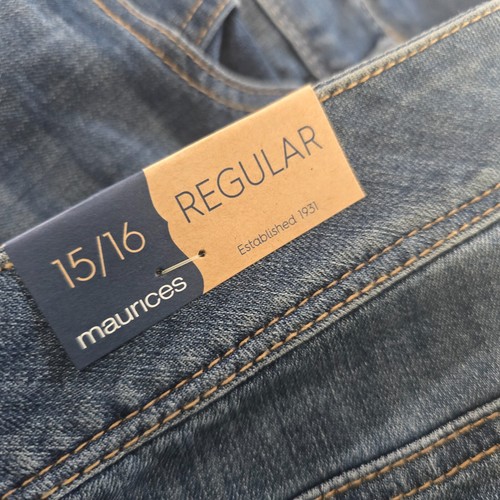 15/16
maurices
REGULAR
Established 1931